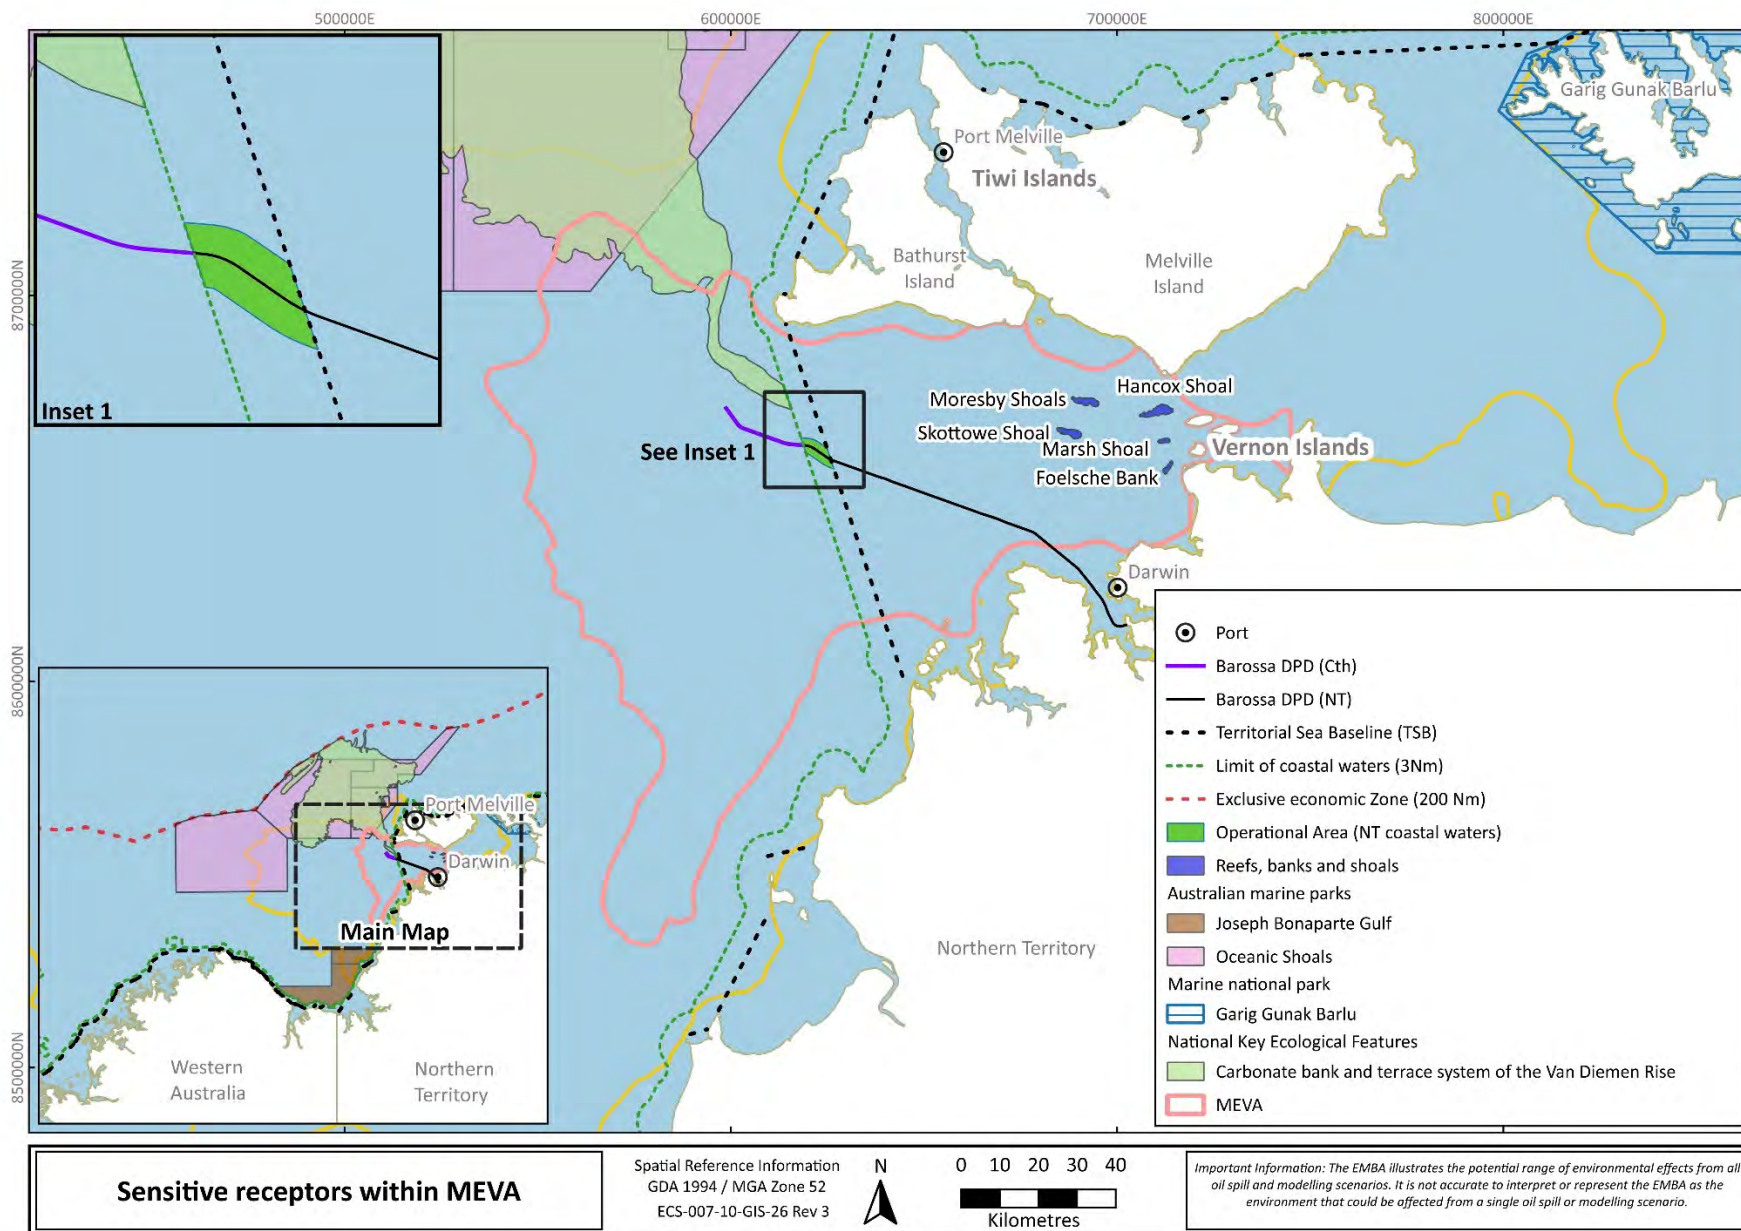 500000E
600000E
700000E
800000E
8700000N
8600000N
8500000N
Inset 1
Garig Gunak Barlu
Port Melville
Tiwi Islands
Bathurst
Island
Melville
Island
Hancox Shoal
Moresby Shoals
Skottowe Shoal
Marsh Shoal
Vernon Islands
Foelsche Bank
See Inset 1
Darwin
Northern Territory
Port Melville
Darwin
Main Map
Western
Australia
Northern
Territory
Port
Barossa DPD (Cth)
Barossa DPD (NT)
Territorial Sea Baseline (TSB)
Limit of coastal waters (3Nm)
Exclusive economic Zone (200 Nm)
Operational Area (NT coastal waters)
Reefs, banks and shoals
Australian marine parks
Joseph Bonaparte Gulf
Oceanic Shoals
Marine national park
Garig Gunak Barlu
National Key Ecological Features
Carbonate bank and terrace system of the Van Diemen Rise
MEVA
Sensitive receptors within MEVA
Spatial Reference Information
GDA 1994 / MGA Zone 52
ECS-007-10-GIS-26 Rev 3
N
0 10 20 30 40
Kilometres
Important Information: The EMBA illustrates the potential range of environmental effects from all
oil spill and modelling scenarios. It is not accurate to interpret or represent the EMBA as the
environment that could be affected from a single oil spill or modelling scenario.